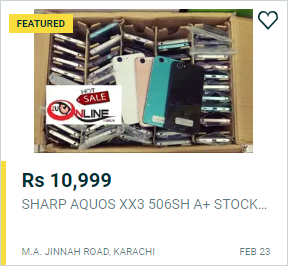 FEATURED
HOT
SALE
ONLINE
Rs 10,999
SHARP AQUOS XX3 506SH A+ STOCK...
M.A. JINNAH ROAD, KARACHI
FEB 23